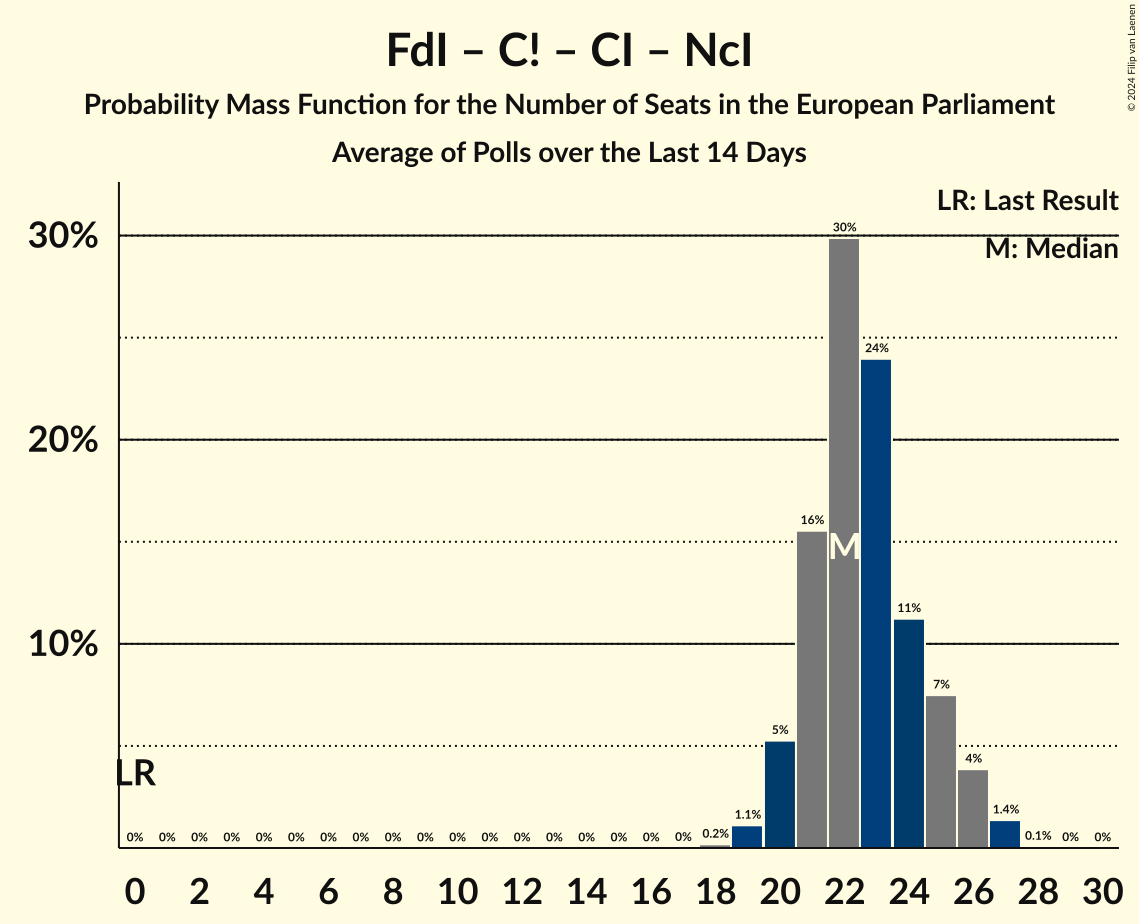 FdI – C! – CI – NcI
Probability Mass Function for the Number of Seats in the European Parliament
Average of Polls over the Last 14 Days
© 2024 Filip van Laenen
LR: Last Result
M: Median
30%
20%
10%
LR
M
0% 0% 0% 0% 0% 0% 0% 0% 0% 0% 0% 0% 0% 0% 0% 0% 0% 0% 0.2% 1.1% 5% 16% 30% 24% 11% 7% 4% 1.4% 0.1% 0% 0%
0 2 4 6 8 10 12 14 16 18 20 22 24 26 28 30